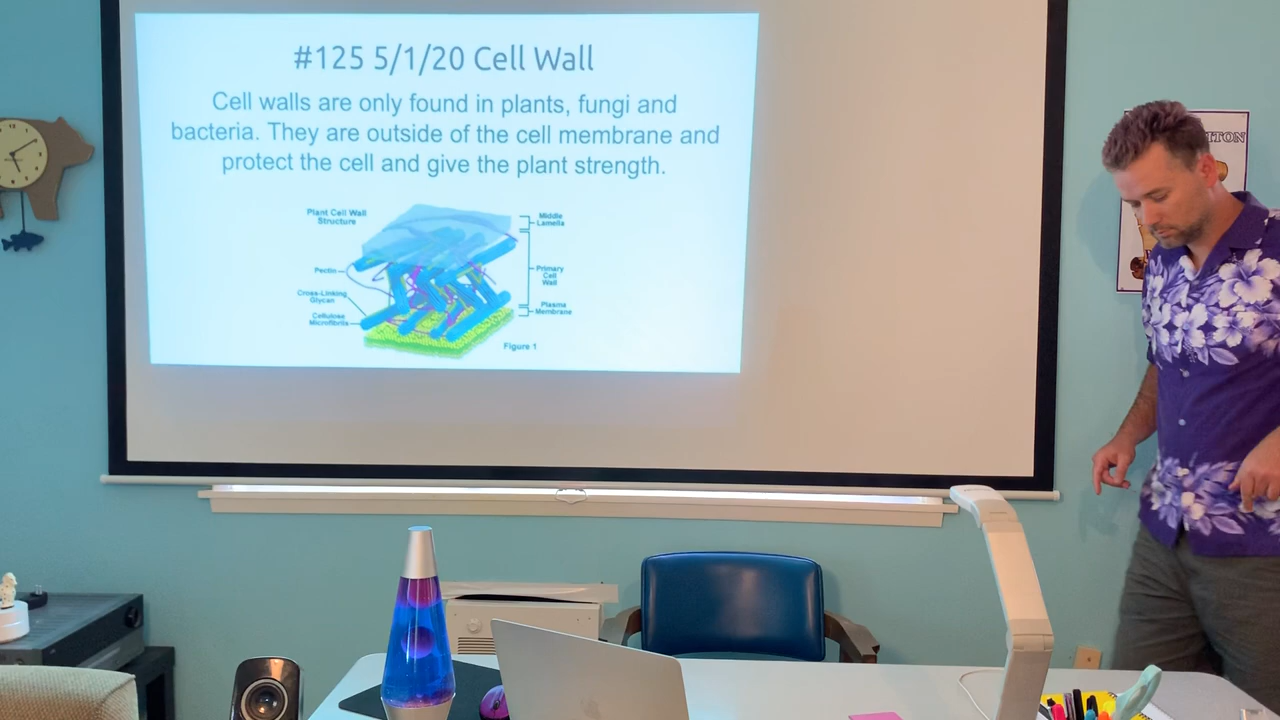 #125 5/1/20 Cell Wall
Cell walls are only found in plants, fungi and
bacteria. They are outside of the cell membrane and
protect the cell and give the plant strength.
Plant Cell Wall
Structure
Middle
Lamella
Pectin
Primary
Cell
Wall
Cross-Linking
Glycan
Plasma
Membrane
Cellulose
Microfibrils
Figure 1